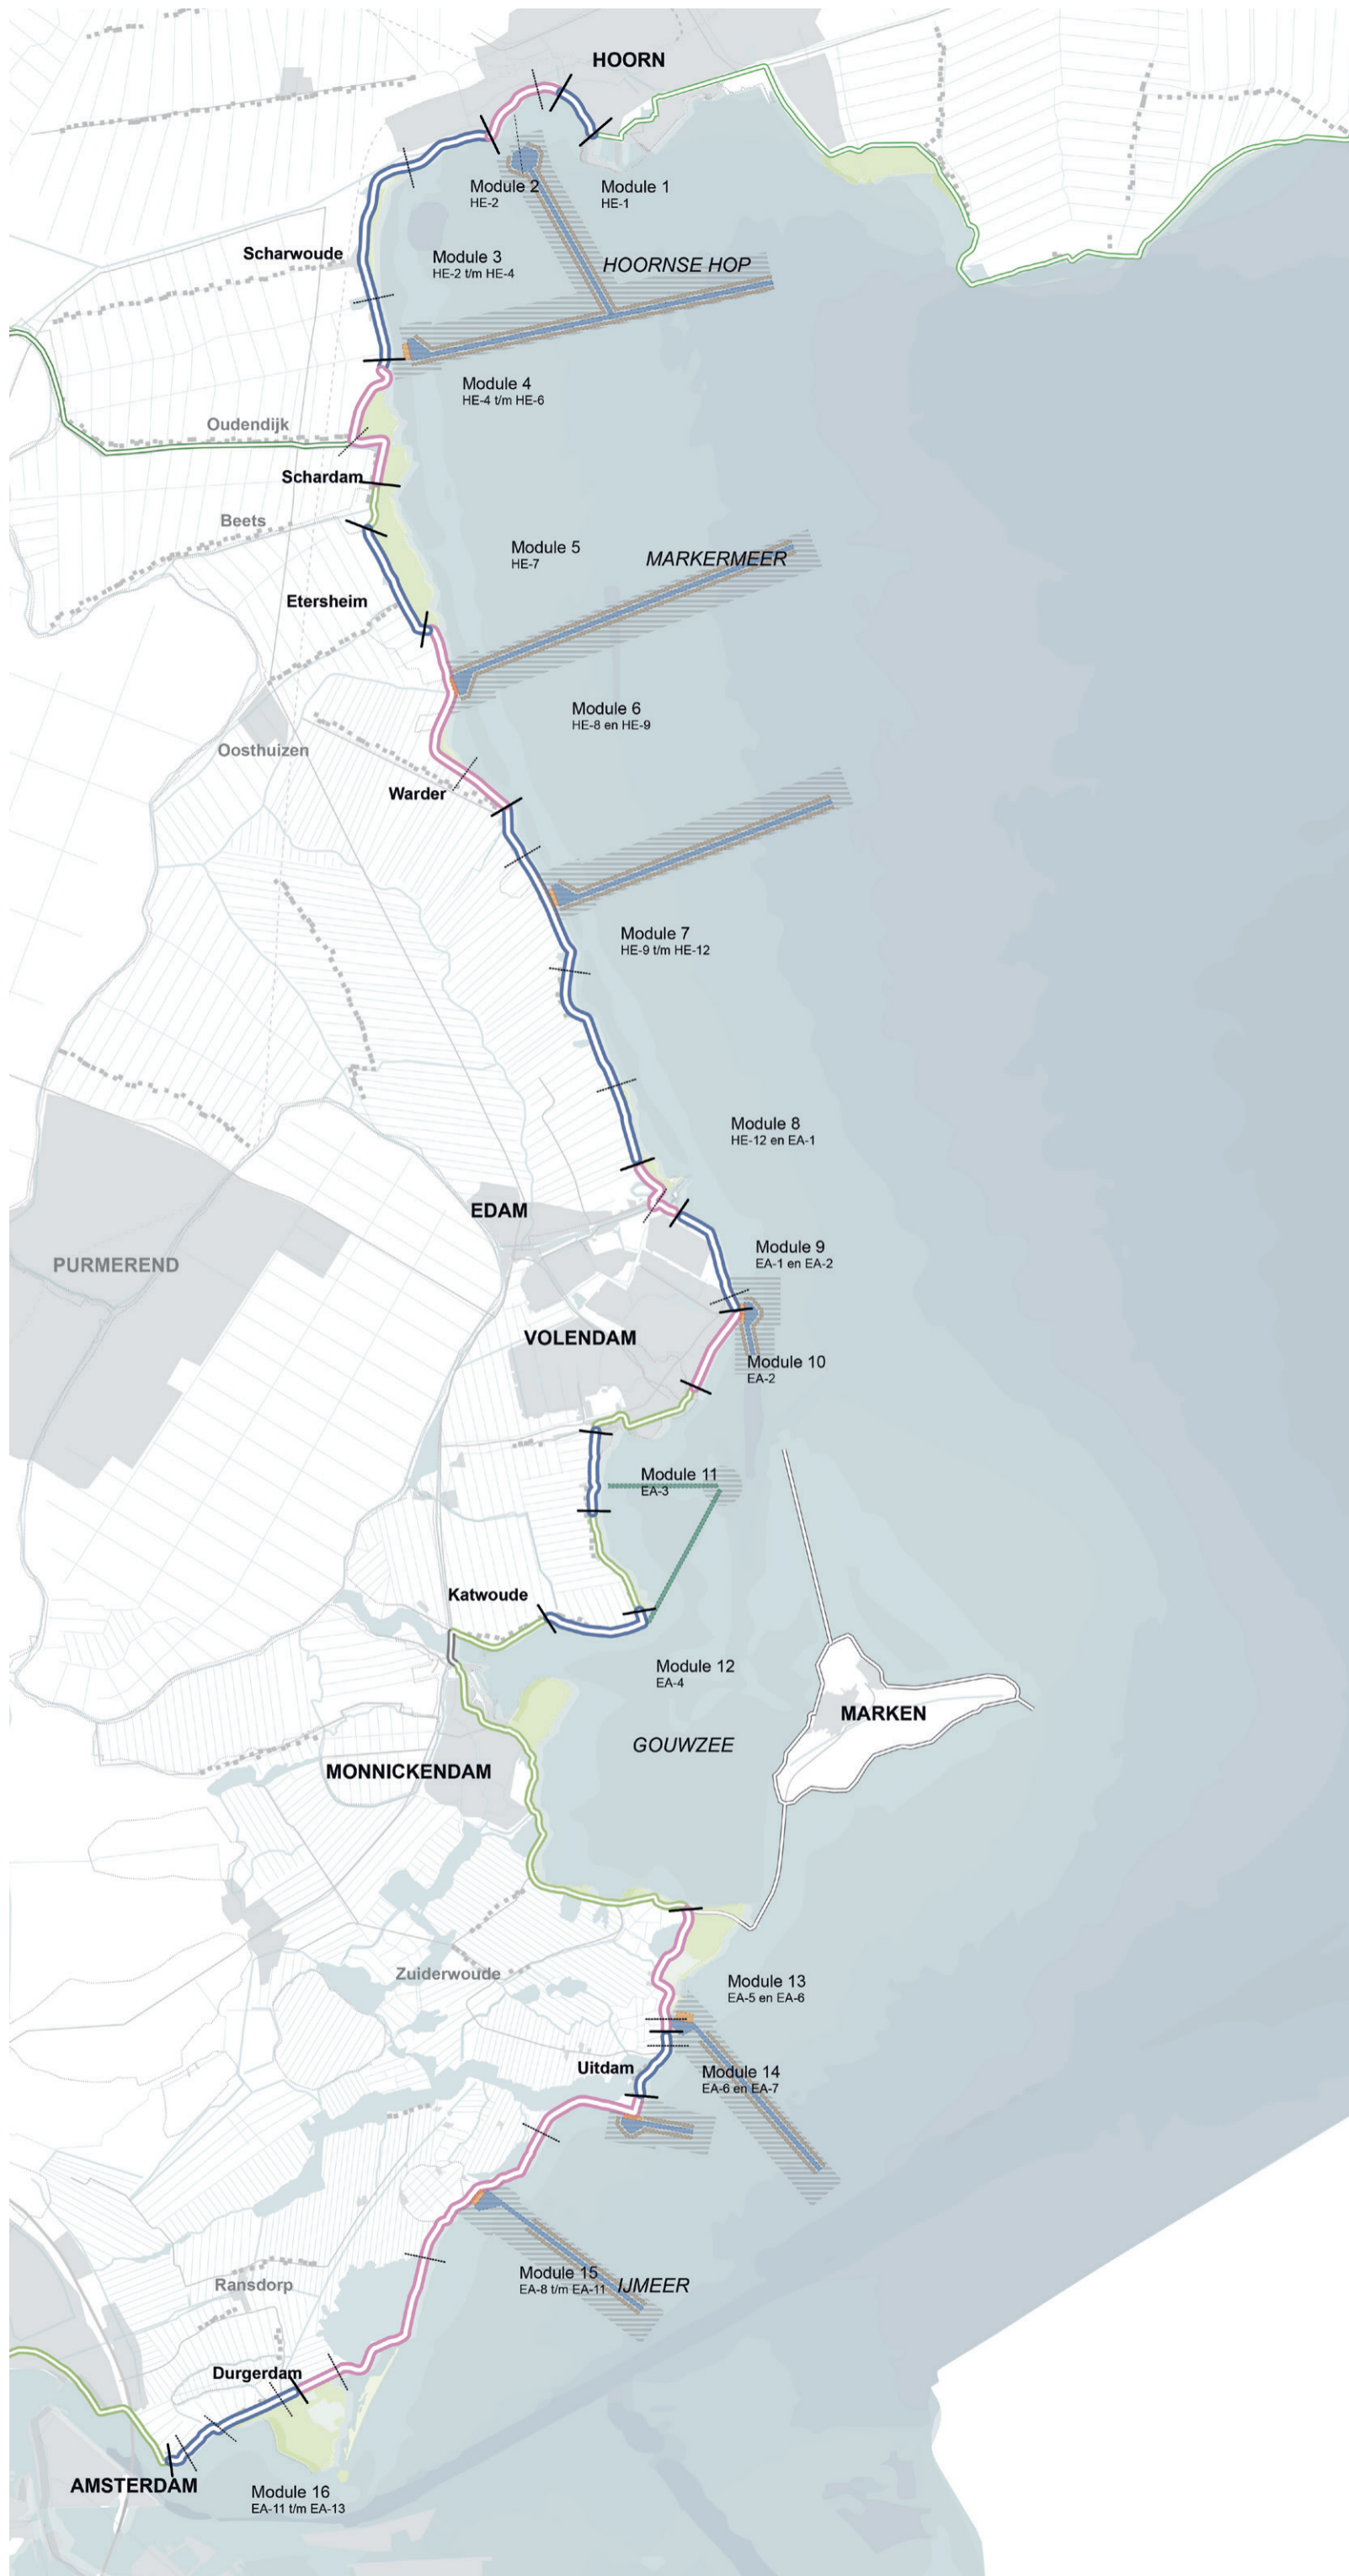 HOORN
Module 2
HE-2
Module 1
HE-1
Scharwoude
Module 3
HE-2 t/m HE-4
HOORNSE HOP
Module 4
HE-4 t/m HE-6
Oudendijk
Schardam
Beets
Module 5
HE-7
MARKERMEER
Etersheim
Module 6
HE-8 en HE-9
Oosthuizen
Warder
Module 7
HE-9 t/m HE-12
Module 8
HE-12 en EA-1
EDAM
PURMEREND
Module 9
EA-1 en EA-2
VOLENDAM
Module 10
EA-2
Module 11
EA-3
Katwoude
Module 12
EA-4
MARKEN
GOUWZEE
MONNICKENDAM
Zuiderwoude
Module 13
EA-5 en EA-6
Uitdam
Module 14
EA-6 en EA-7
Module 15
EA-8 t/m EA-11
IJMEER
Ransdorp
Durgerdam
AMSTERDAM
Module 16
EA-11 t/m EA-13